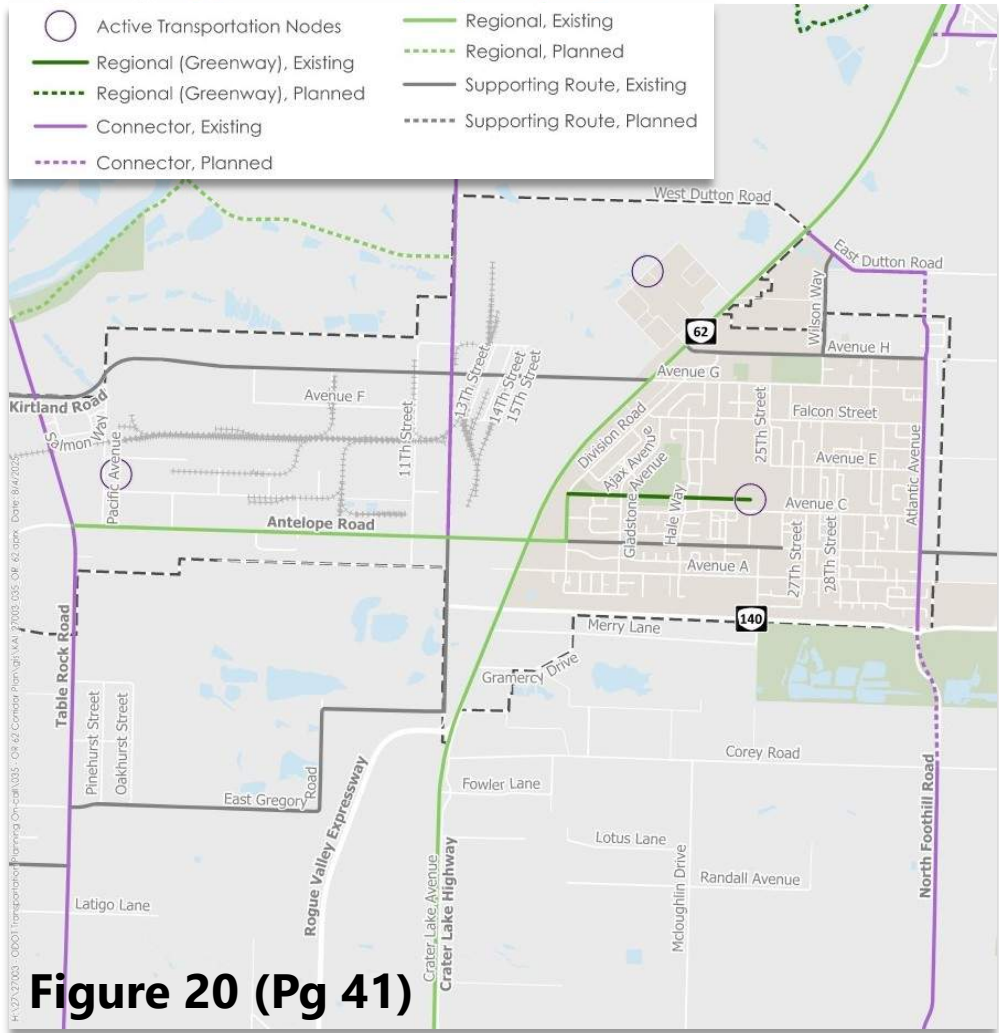 Active Transportation Nodes
Regional (Greenway), Existing
Regional (Greenway), Planned
Connector, Existing
Connector, Planned
Regional, Existing
Regional, Planned
Supporting Route, Existing
Supporting Route, Planned
West Dutton Road
East Dutton Road
Wilson Way
62
Avenue H
Avenue G
Avenue F
13Th Street
14Th Street
15Th Street
11Th Street
Kirtland Road
Salmon Way
Pacific Avenue
Falcon Street
25Th Street
Division Road
Ajax Avenue
Gladstone Avenue
Hale Way
Avenue E
Avenue C
Atlantic Avenue
Antelope Road
27Th Street
28Th Street
Avenue A
140
Merry Lane
Gramercy Drive
Table Rock Road
Pinehurst Street
Oakhurst Street
East Gregory Road
Rogue Valley Expressway
Corey Road
Fowler Lane
Lotus Lane
Randall Avenue
Mcloughlin Drive
North Foothill Road
Crater Lake Avenue
Crater Lake Highway
Latigo Lane
Figure 20 (Pg 41)